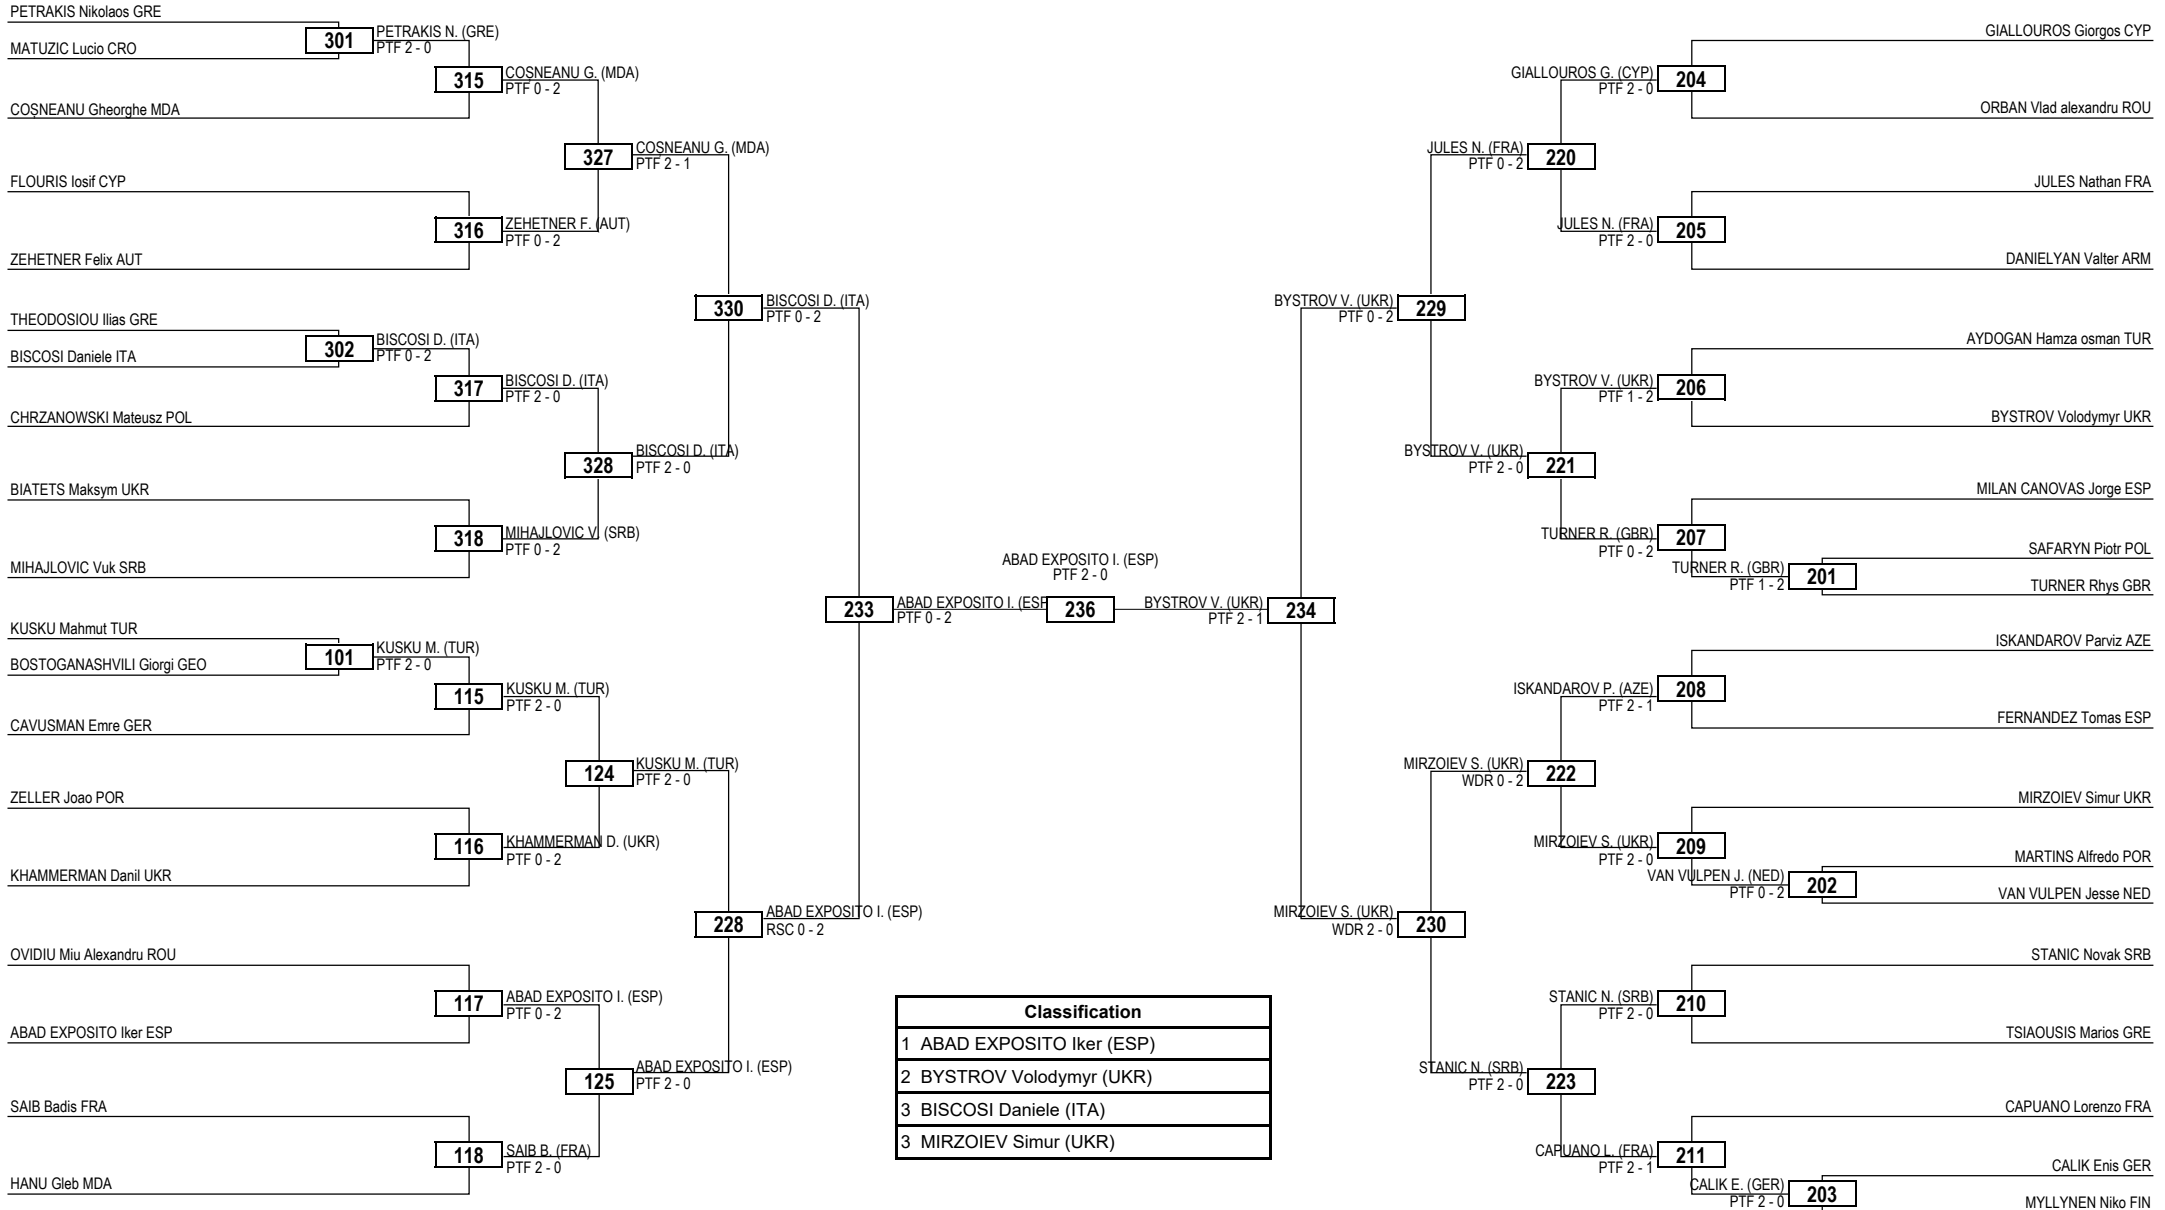 PETRAKIS Nikolaos GRE
MATUZIC Lucio CRO
301
PETRAKIS N. (GRE)
PTF 2 - 0
COȘNEANU Gheorghe MDA
315
COȘNEANU G. (MDA)
PTF 0 - 2
FLOURIS Iosif CYP
ZEHETNER Felix AUT
316
ZEHETNER F. (AUT)
PTF 0 - 2
327
COȘNEANU G. (MDA)
PTF 2 - 1
THEODOSIOU Ilias GRE
BISCOSI Daniele ITA
302
BISCOSI D. (ITA)
PTF 0 - 2
CHRZANOWSKI Mateusz POL
317
BISCOSI D. (ITA)
PTF 2 - 0
BIATETS Maksym UKR
MIHAJLOVIC Vuk SRB
318
MIHAJLOVIC V. (SRB)
PTF 0 - 2
328
BISCOSI D. (ITA)
PTF 2 - 0
330
BISCOSI D. (ITA)
PTF 0 - 2
KUSKU Mahmut TUR
BOSTOGANASHVILI Giorgi GEO
101
KUSKU M. (TUR)
PTF 2 - 0
CAVUSMAN Emre GER
115
KUSKU M. (TUR)
PTF 2 - 0
ZELLER Joao POR
KHAMMERMAN Danil UKR
116
KHAMMERMAN D. (UKR)
PTF 0 - 2
124
KUSKU M. (TUR)
PTF 2 - 0
OVIDIU Miu Alexandru ROU
ABAD EXPOSITO Iker ESP
117
ABAD EXPOSITO I. (ESP)
PTF 0 - 2
SAIB Badis FRA
HANU Gleb MDA
118
SAIB B. (FRA)
PTF 2 - 0
125
ABAD EXPOSITO I. (ESP)
PTF 2 - 0
228
ABAD EXPOSITO I. (ESP)
RSC 0 - 2
233
ABAD EXPOSITO I. (ESP
PTF 0 - 2
ABAD EXPOSITO I. (ESP)
PTF 2 - 0
236
BYSTROV V. (UKR)
PTF 2 - 1
234
GIALLOUROS Giorgos CYP
ORBAN Vlad alexandru ROU
204
GIALLOUROS G. (CYP)
PTF 2 - 0
JULES Nathan FRA
DANIELYAN Valter ARM
205
JULES N. (FRA)
PTF 2 - 0
220
JULES N. (FRA)
PTF 0 - 2
AYDOGAN Hamza osman TUR
BYSTROV Volodymyr UKR
206
BYSTROV V. (UKR)
PTF 1 - 2
MILAN CANOVAS Jorge ESP
SAFARYN Piotr POL
TURNER Rhys GBR
201
TURNER R. (GBR)
PTF 1 - 2
207
TURNER R. (GBR)
PTF 0 - 2
221
BYSTROV V. (UKR)
PTF 2 - 0
229
BYSTROV V. (UKR)
PTF 0 - 2
ISKANDAROV Parviz AZE
FERNANDEZ Tomas ESP
208
ISKANDAROV P. (AZE)
PTF 2 - 1
MIRZOIEV Simur UKR
MARTINS Alfredo POR
VAN VULPEN Jesse NED
202
VAN VULPEN J. (NED)
PTF 0 - 2
209
MIRZOIEV S. (UKR)
PTF 2 - 0
222
MIRZOIEV S. (UKR)
WDR 0 - 2
STANIC Novak SRB
TSIAOUSIS Marios GRE
210
STANIC N. (SRB)
PTF 2 - 0
CAPUANO Lorenzo FRA
CALIK Enis GER
MYLLYNEN Niko FIN
203
CALIK E. (GER)
PTF 2 - 0
211
CAPUANO L. (FRA)
PTF 2 - 1
223
STANIC N. (SRB)
PTF 2 - 0
230
MIRZOIEV S. (UKR)
WDR 2 - 0
Classification
1 ABAD EXPOSITO Iker (ESP)
2 BYSTROV Volodymyr (UKR)
3 BISCOSI Daniele (ITA)
3 MIRZOIEV Simur (UKR)